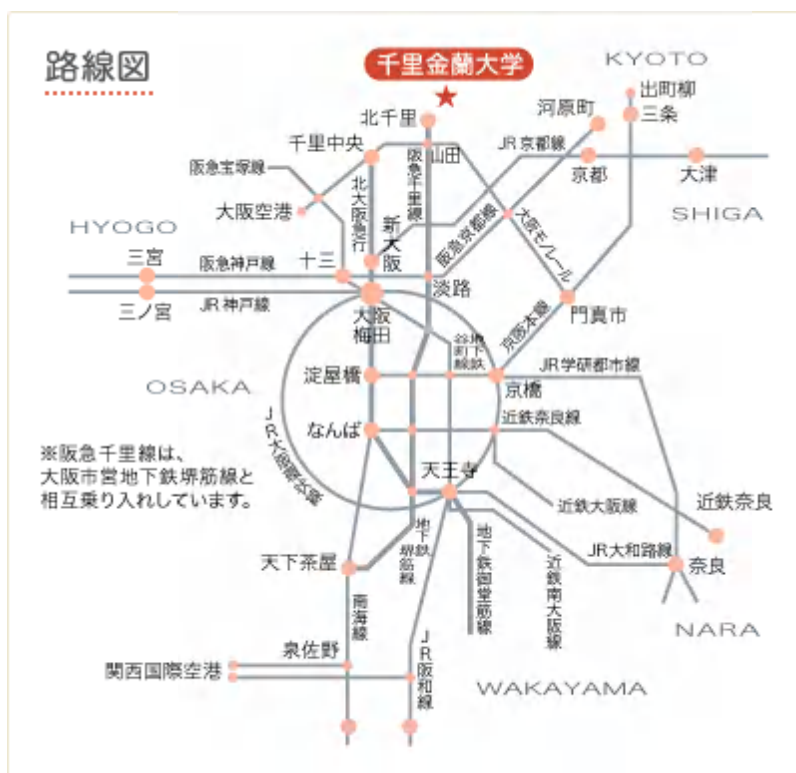 路線図
千里金蘭大学
KYOTO
出町柳
三条
河原町
北千里
JR京都線
千里中央
山田
阪急宝塚線
京都
大津
阪急千里線
北大阪急行
大阪空港
新大阪
阪急京都線
大阪モノレール
SHIGA
HYOGO
三宮
阪急神戸線
十三
淡路
三ノ宮
JR神戸線
大阪
梅田
門真市
京阪本線
地下鉄
谷町線
JR学研都市線
淀屋橋
京橋
OSAKA
JR大阪環状線
近鉄奈良線
なんば
※阪急千里線は、
大阪市営地下鉄堺筋線と
相互乗り入れしています。
天王寺
近鉄大阪線
近鉄奈良
地下鉄
堺筋線
地下鉄御堂筋線
近鉄南大阪線
JR大和路線
奈良
天下茶屋
南海線
NARA
泉佐野
関西国際空港
JR阪和線
WAKAYAMA